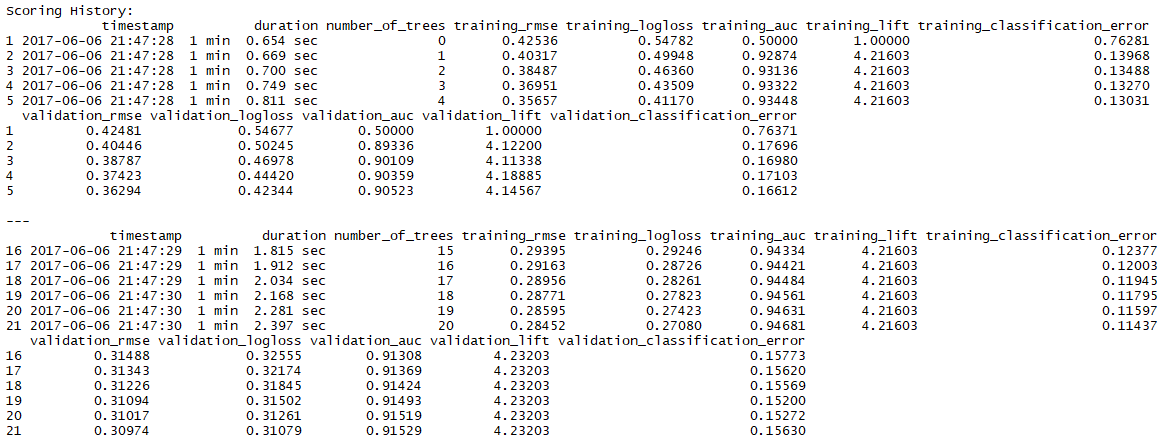 Scoring History:
            timestamp          duration number_of_trees training_rmse training_logloss training_auc training_lift training_classification_error
1 2017-06-06 21:47:28  1 min  0.654 sec               0       0.42536          0.54782      0.50000       1.00000                       0.76281
2 2017-06-06 21:47:28  1 min  0.669 sec               1       0.40317          0.49948      0.92874       4.21603                       0.13968
3 2017-06-06 21:47:28  1 min  0.700 sec               2       0.38487          0.46360      0.93136       4.21603                       0.13488
4 2017-06-06 21:47:28  1 min  0.749 sec               3       0.36951          0.43509      0.93322       4.21603                       0.13270
5 2017-06-06 21:47:28  1 min  0.811 sec               4       0.35657          0.41170      0.93448       4.21603                       0.13031
  validation_rmse validation_logloss validation_auc validation_lift validation_classification_error
1         0.42481            0.54677        0.50000         1.00000                         0.76371
2         0.40446            0.50245        0.89336         4.12200                         0.17696
3         0.38787            0.46978        0.90109         4.11338                         0.16980
4         0.37423            0.44420        0.90359         4.18885                         0.17103
5         0.36294            0.42344        0.90523         4.14567                         0.16612
---
             timestamp          duration number_of_trees training_rmse training_logloss training_auc training_lift training_classification_error
16 2017-06-06 21:47:29  1 min  1.815 sec              15       0.29395          0.29246      0.94334       4.21603                       0.12377
17 2017-06-06 21:47:29  1 min  1.912 sec              16       0.29163          0.28726      0.94421       4.21603                       0.12003
18 2017-06-06 21:47:29  1 min  2.034 sec              17       0.28956          0.28261      0.94484       4.21603                       0.11945
19 2017-06-06 21:47:30  1 min  2.168 sec              18       0.28771          0.27823      0.94561       4.21603                       0.11795
20 2017-06-06 21:47:30  1 min  2.281 sec              19       0.28595          0.27423      0.94631       4.21603                       0.11597
21 2017-06-06 21:47:30  1 min  2.397 sec              20       0.28452          0.27080      0.94681       4.21603                       0.11437
   validation_rmse validation_logloss validation_auc validation_lift validation_classification_error
16         0.31488            0.32555        0.91308         4.23203                         0.15773
17         0.31343            0.32174        0.91369         4.23203                         0.15620
18         0.31226            0.31845        0.91424         4.23203                         0.15569
19         0.31094            0.31502        0.91493         4.23203                         0.15200
20         0.31017            0.31261        0.91519         4.23203                         0.15272
21         0.30974            0.31079        0.91529         4.23203                         0.15630